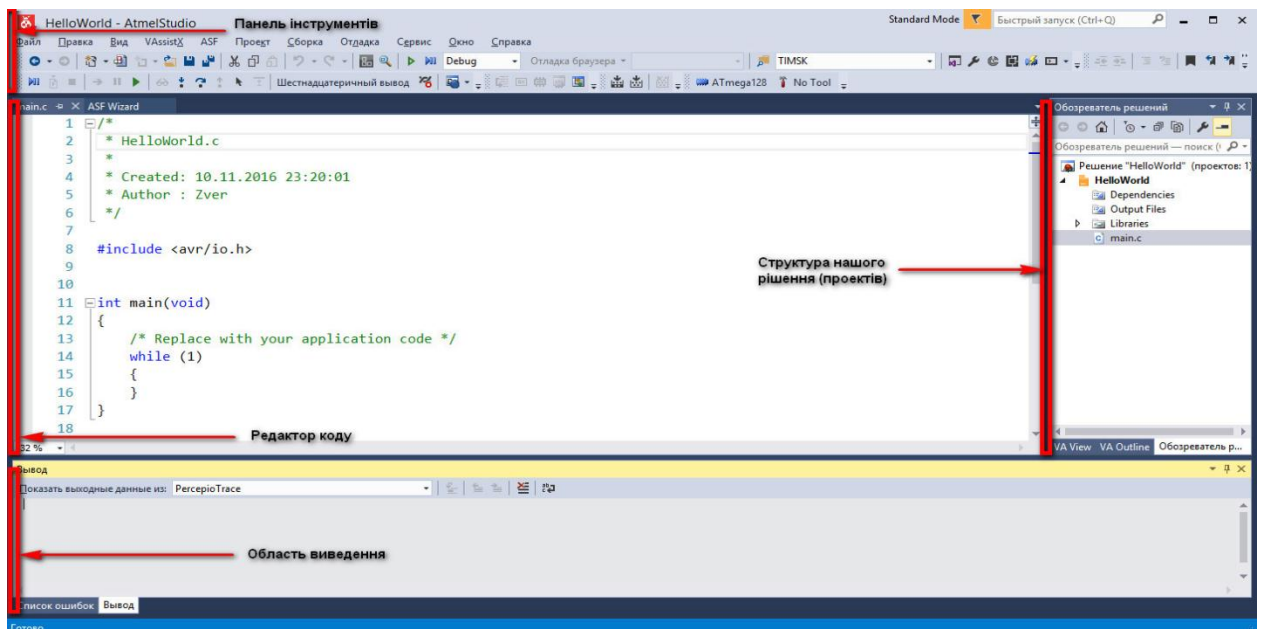 HelloWorld - AtmelStudio
Панель інструментів
Standard Mode
Быстрый запуск (Ctrl+Q)
Файл Правка Вид VAssistX ASF Проект Сборка Отладка Сервис Окно Справка
Debug Отладка браузера TIMSK
Шестнадцатеричный вывод ATmega128 No Tool
main.c ASF Wizard
Обозреватель решений
1 /*
2 * HelloWorld.c
3 *
4 * Created: 10.11.2016 23:20:01
5 * Author : Zver
6 */
7
8 #include <avr/io.h>
9
10
11 int main(void)
12 {
13 /* Replace with your application code */
14 while (1)
15 {
16 }
17 }
18
Обозреватель решений — поиск (
Решение "HelloWorld" (проектов: 1)
HelloWorld
Dependencies
Output Files
Libraries
main.c
Структура нашого
рішення (проектів)
Редактор коду
VA View VA Outline Обозреватель р...
Вывод
Показать выходные данные из: PercepioTrace
Область виведення
Список ошибок Вывод
Готово